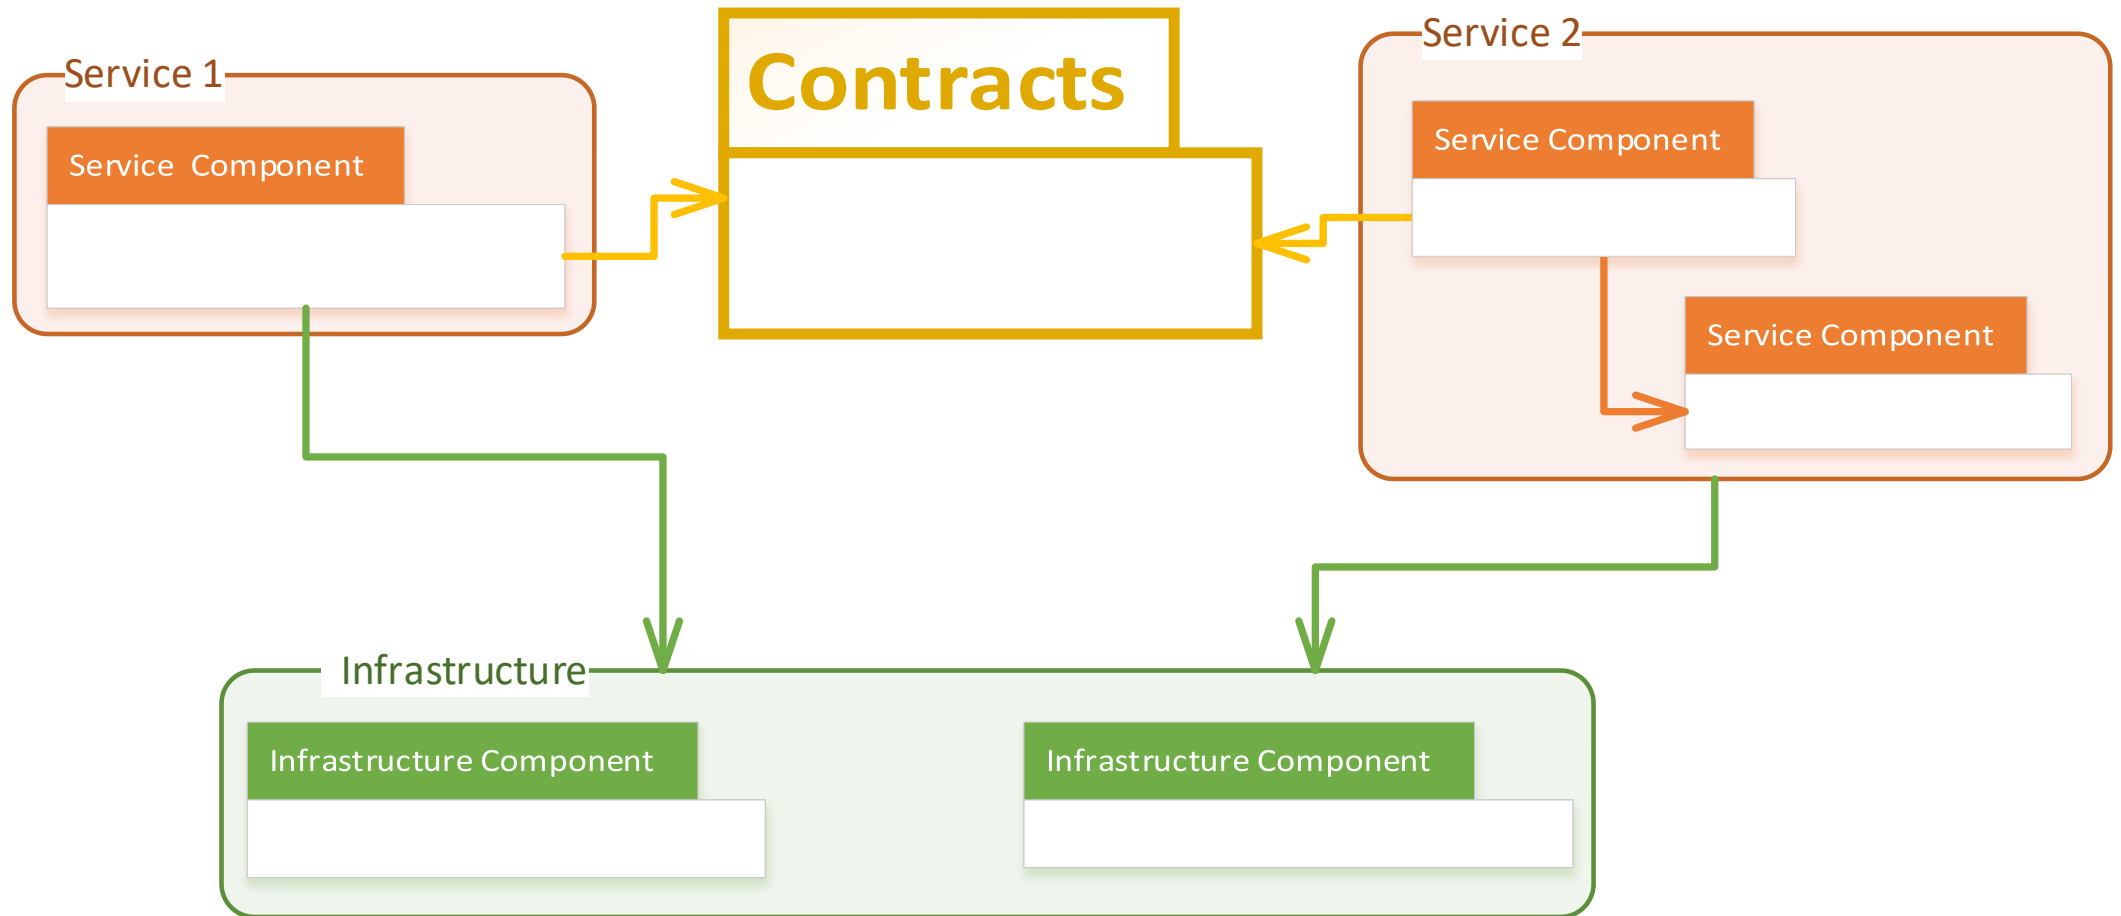 Service 1
Service Component
Contracts
Service 2
Service Component
Service Component
Infrastructure
Infrastructure Component
Infrastructure Component